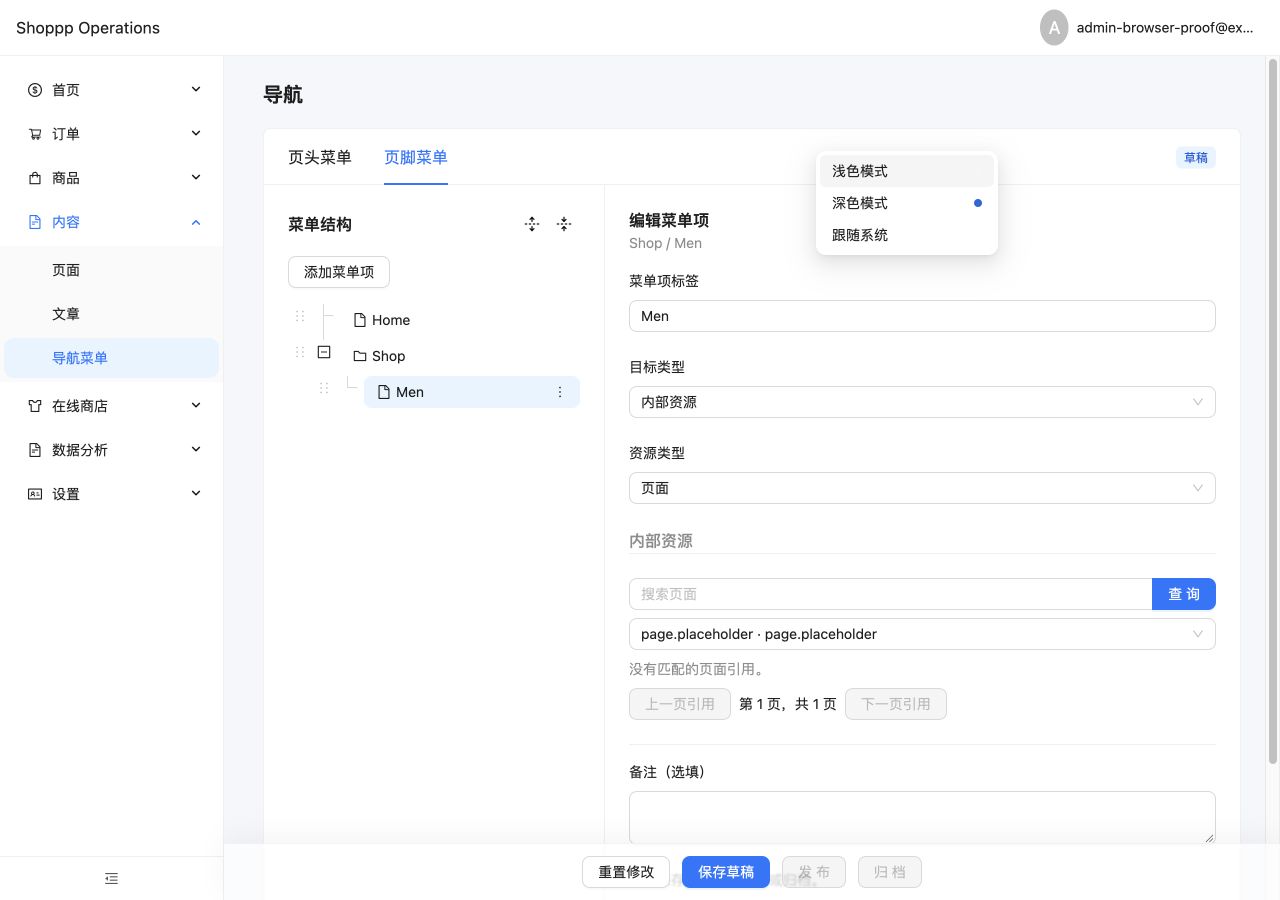 Shoppp Operations
A
admin-browser-proof@ex...
首页
订单
商品
内容
页面
文章
导航菜单
在线商店
数据分析
设置
导航
页头菜单
页脚菜单
草稿
浅色模式
深色模式
跟随系统
菜单结构
添加菜单项
Home
Shop
Men
编辑菜单项
Shop / Men
菜单项标签
Men
目标类型
内部资源
资源类型
页面
内部资源
搜索页面
查 询
page.placeholder · page.placeholder
没有匹配的页面引用。
上一页引用
第 1 页，共 1 页
下一页引用
备注（选填）
重置修改
保存草稿
发 布
归 档